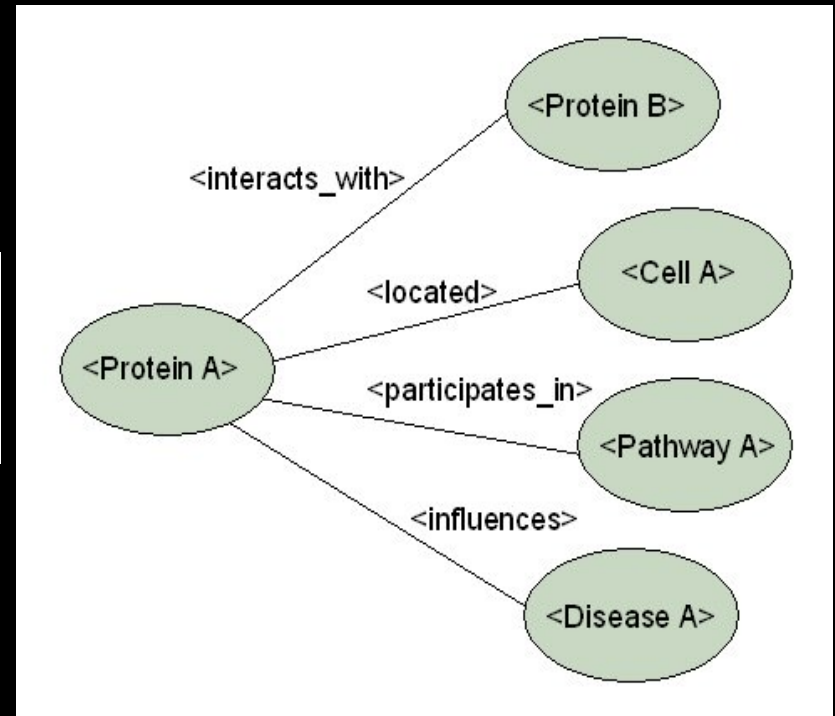 <Protein B>
<interacts_with>
<Cell A>
<located>
<Protein A>
<participates_in>
<Pathway A>
<influences>
<Disease A>